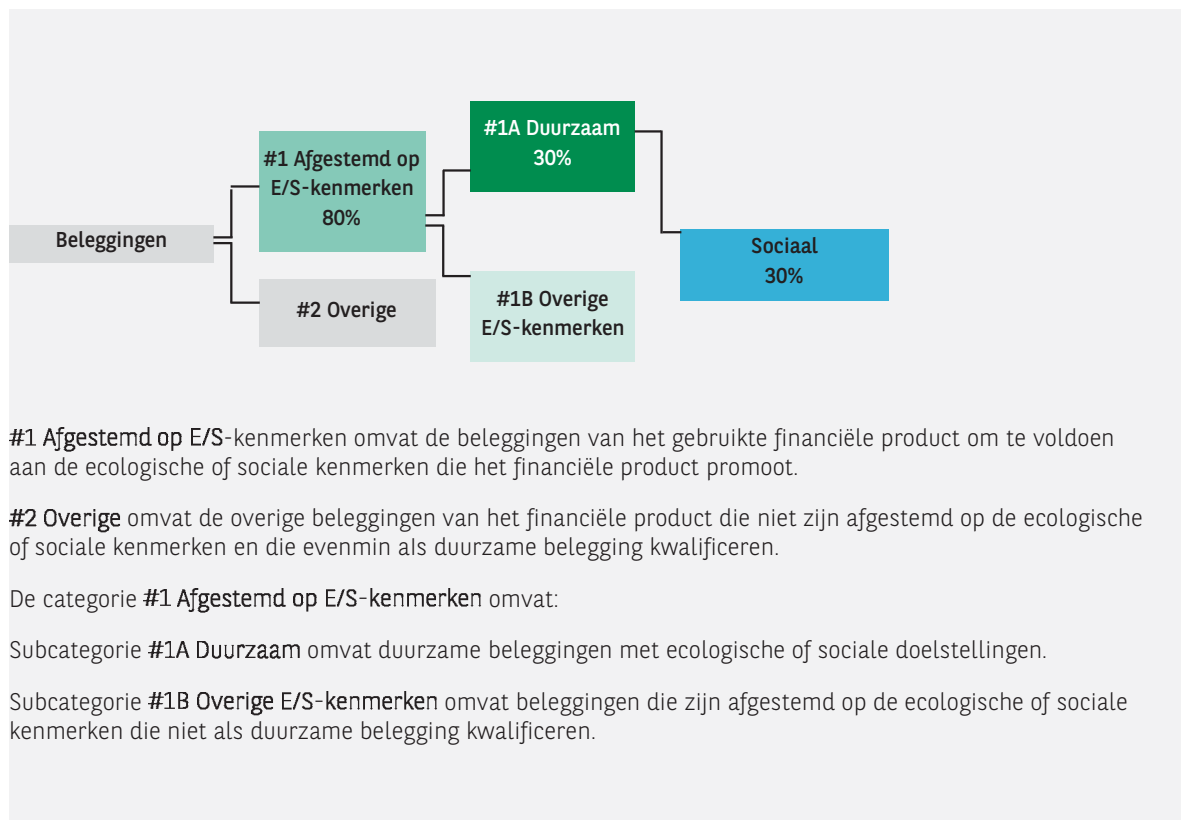 #1A Duurzaam
30%
#1 Afgestemd op
E/S-kenmerken
80%
Beleggingen
Sociaal
30%
#2 Overige
#1B Overige
E/S-kenmerken
#1 Afgestemd op E/S-kenmerken omvat de beleggingen van het gebruikte financiële product om te voldoen
aan de ecologische of sociale kenmerken die het financiële product promoot.
#2 Overige omvat de overige beleggingen van het financiële product die niet zijn afgestemd op de ecologische
of sociale kenmerken en die evenmin als duurzame belegging kwalificeren.
De categorie #1 Afgestemd op E/S-kenmerken omvat:
Subcategorie #1A Duurzaam omvat duurzame beleggingen met ecologische of sociale doelstellingen.
Subcategorie #1B Overige E/S-kenmerken omvat beleggingen die zijn afgestemd op de ecologische of sociale
kenmerken die niet als duurzame belegging kwalificeren.